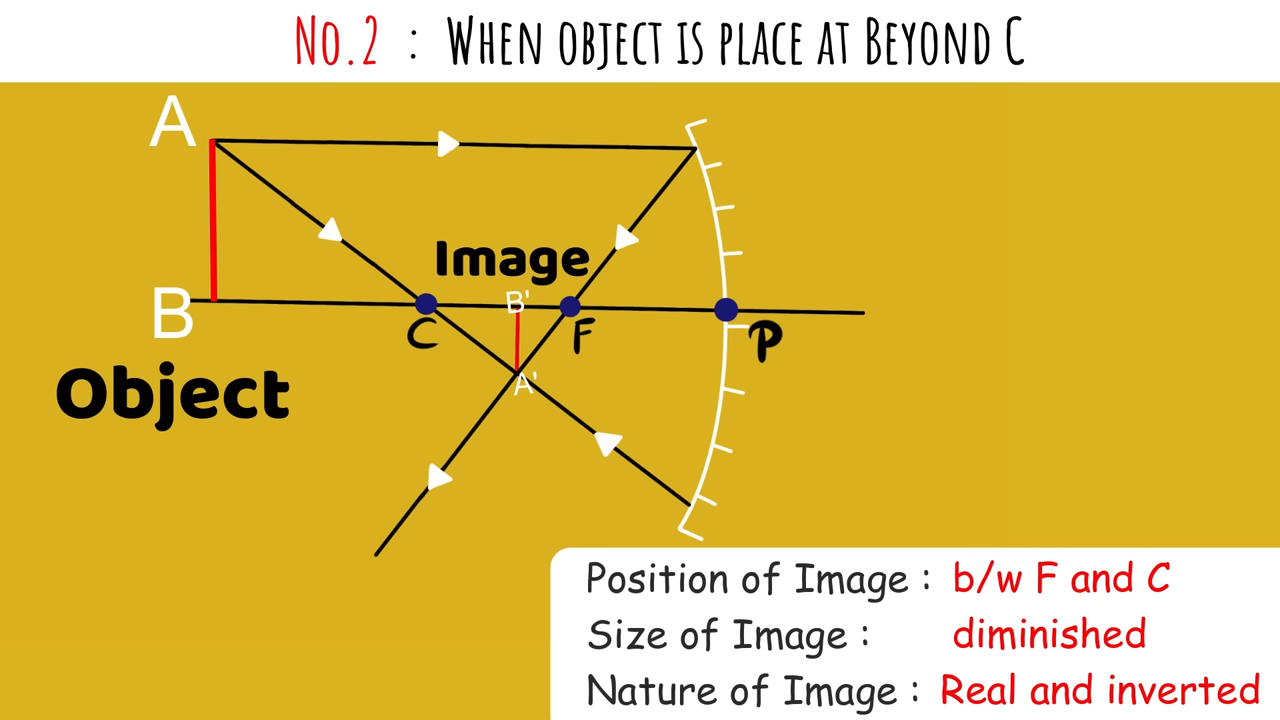 No.2 : When object is place at Beyond C
A
Image
B
B'
C
F
P
A'
Object
Position of Image : b/w F and C
Size of Image : diminished
Nature of Image : Real and inverted